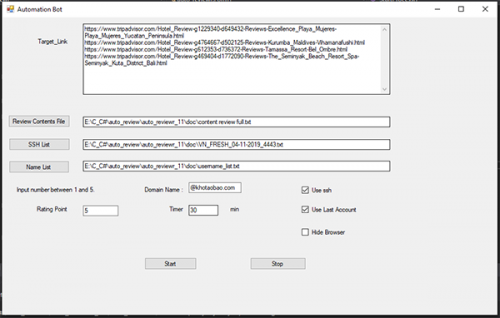 Automation Bot
Target_Link
https://www.tripadvisor.com/Hotel_Review-g1229340-d649432-Reviews-Excellence_Playa_Mujeres-
Playa_Mujeres_Yucatan_Peninsula.html
https://www.tripadvisor.com/Hotel_Review-g4764667-d502125-Reviews-Kurumba_Maldives-Vihamanafushi.html
https://www.tripadvisor.com/Hotel_Review-g612353-d736372-Reviews-Tamassa_Resort-Bel_Ombre.html
https://www.tripadvisor.com/Hotel_Review-g469404-d1772090-Reviews-The_Seminyak_Beach_Resort_Spa-
Seminyak_Kuta_District_Bali.html
Review Contents File E:\C_C#\auto_review\auto_reviewr_11\doc\content review full.txt
SSH List E:\C_C#\auto_review\auto_reviewr_11\doc\VN_FRESH_04-11-2019_4443.txt
Name List E:\C_C#\auto_review\auto_reviewr_11\doc\username_list.txt
Input number between 1 and 5. Domain Name : @khotaobao.com Use ssh
Rating Point 5 Timer 30 min Use Last Account
Hide Browser
Start Stop